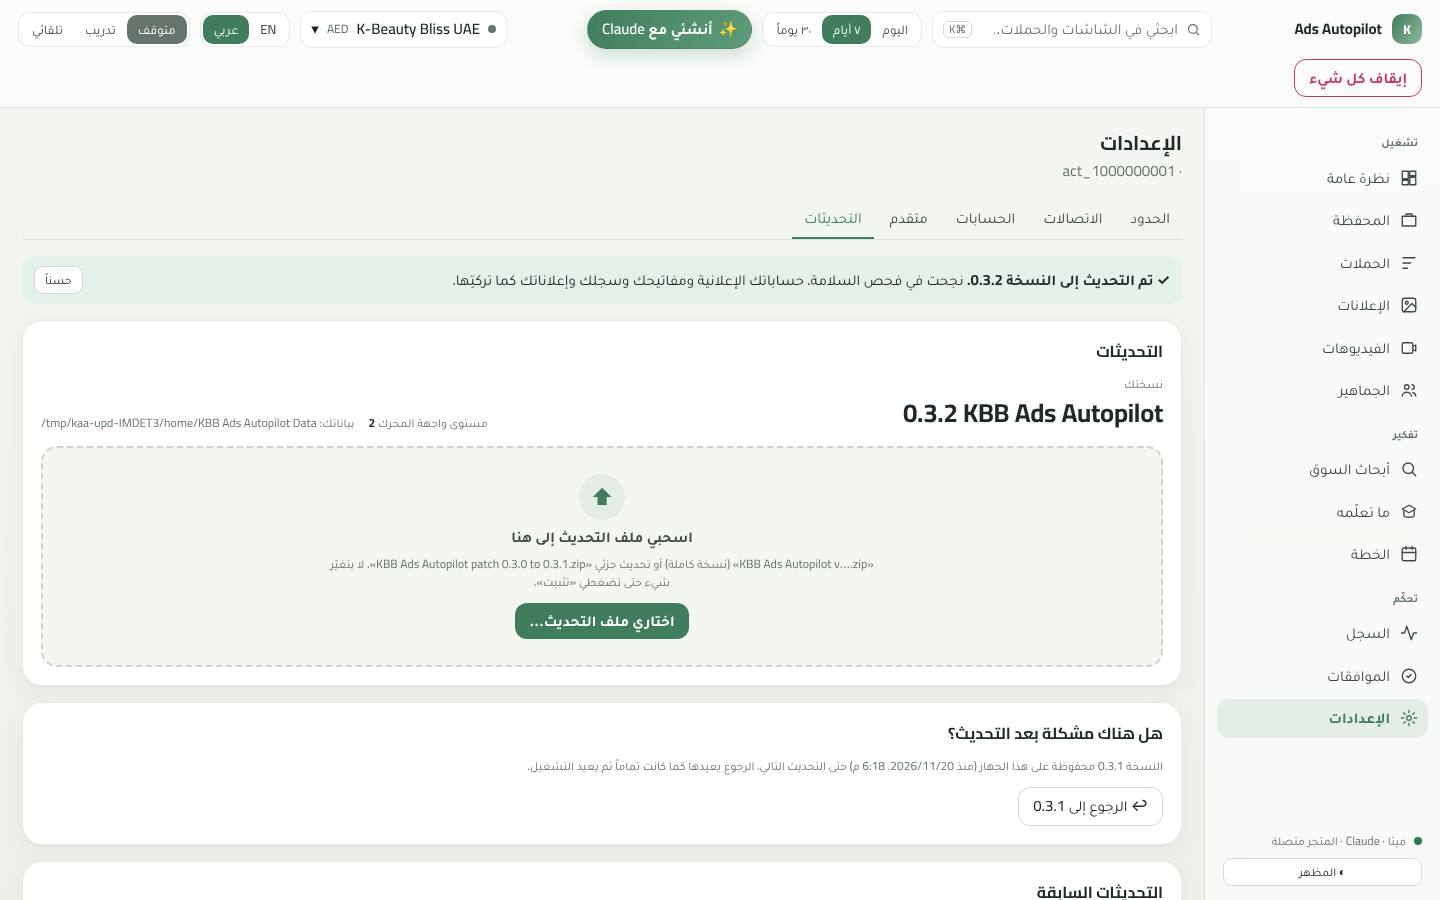 K Ads Autopilot
ابحثي في الشاشات والحملات.. ⌘K
اليوم ٧ أيام ٣٠ يوماً
✨ أنشئي مع Claude
K-Beauty Bliss UAE AED ▼
EN عربي
متوقف تدريب تلقائي
إيقاف كل شيء
تشغيل
نظرة عامة
المحفظة
الحملات
الإعلانات
الفيديوهات
الجماهير
تفكير
أبحاث السوق
ما تعلّمه
الخطة
تحكّم
السجل
الموافقات
الإعدادات
ميتا · Claude · المتجر متصلة
المظهر
الإعدادات
· act_1000000001
الحدود الاتصالات الحسابات متقدم التحديثات
✓ تم التحديث إلى النسخة 0.3.2. نجحت في فحص السلامة. حساباتك الإعلانية ومفاتيحك وسجلك وإعلاناتك كما تركتِها.
حسناً
التحديثات
نسختك
0.3.2 KBB Ads Autopilot
مستوى واجهة المحرك 2 بياناتك: /tmp/kaa-upd-IMDET3/home/KBB Ads Autopilot Data
اسحبي ملف التحديث إلى هنا
«KBB Ads Autopilot v….zip» (نسخة كاملة) أو تحديث جزئي «KBB Ads Autopilot patch 0.3.0 to 0.3.1.zip». لا يتغيّر
شيء حتى تضغطي «تثبيت».
اختاري ملف التحديث...
هل هناك مشكلة بعد التحديث؟
النسخة 0.3.1 محفوظة على هذا الجهاز (منذ 2026/11/20، 6:18 م) حتى التحديث التالي. الرجوع يعيدها كما كانت تماماً ثم يعيد التشغيل.
↩ الرجوع إلى 0.3.1
التحديثات السابقة